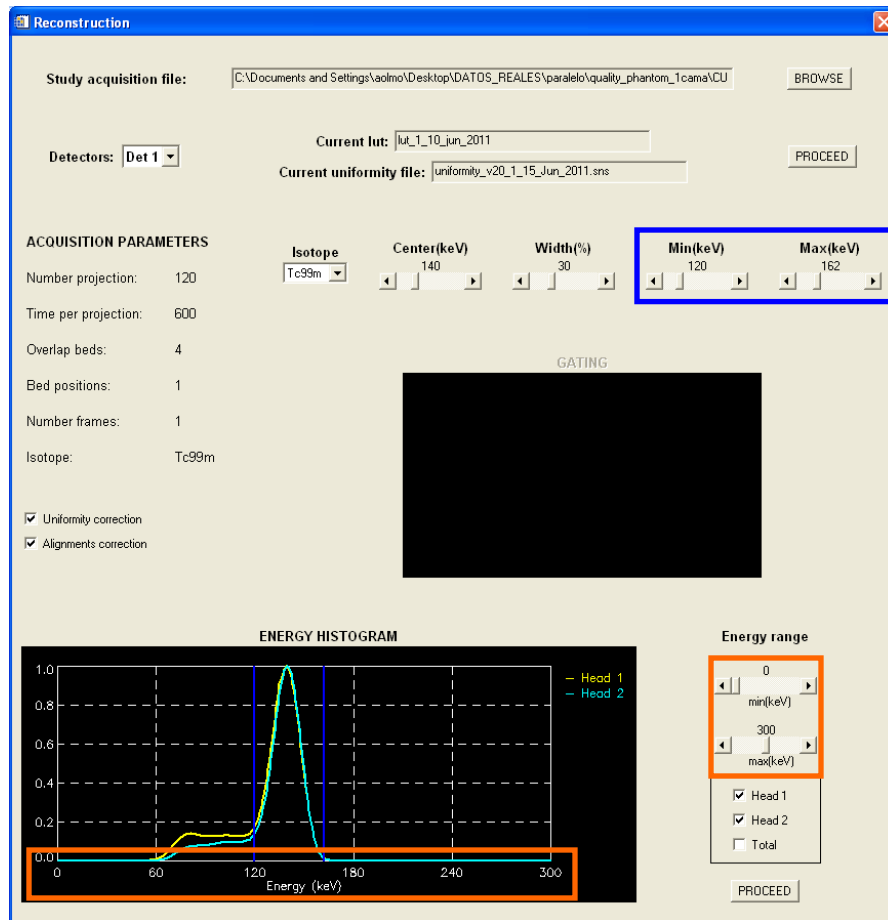 Reconstruction
Study acquisition file: C:\Documents and Settings\aolmo\Desktop\DATOS_REALES\paralelo\quality_phantom_1cama\CU BROWSE
Detectors: Det 1
Current lut: lut_1_10_jun_2011
Current uniformity file: uniformity_v20_1_15_Jun_2011.sns
PROCEED
ACQUISITION PARAMETERS
Number projection: 120
Time per projection: 600
Overlap beds: 4
Bed positions: 1
Number frames: 1
Isotope: Tc99m
Isotope Center(keV) Width(%) Min(keV) Max(keV)
Tc99m 140 30 120 162
GATING
Uniformity correction
Alignments correction
ENERGY HISTOGRAM
1.0
0.8
0.6
0.4
0.2
0.0
0 60 120 180 240 300
Energy (keV)
Head 1
Head 2
Energy range
0
min(keV)
300
max(keV)
Head 1
Head 2
Total
PROCEED